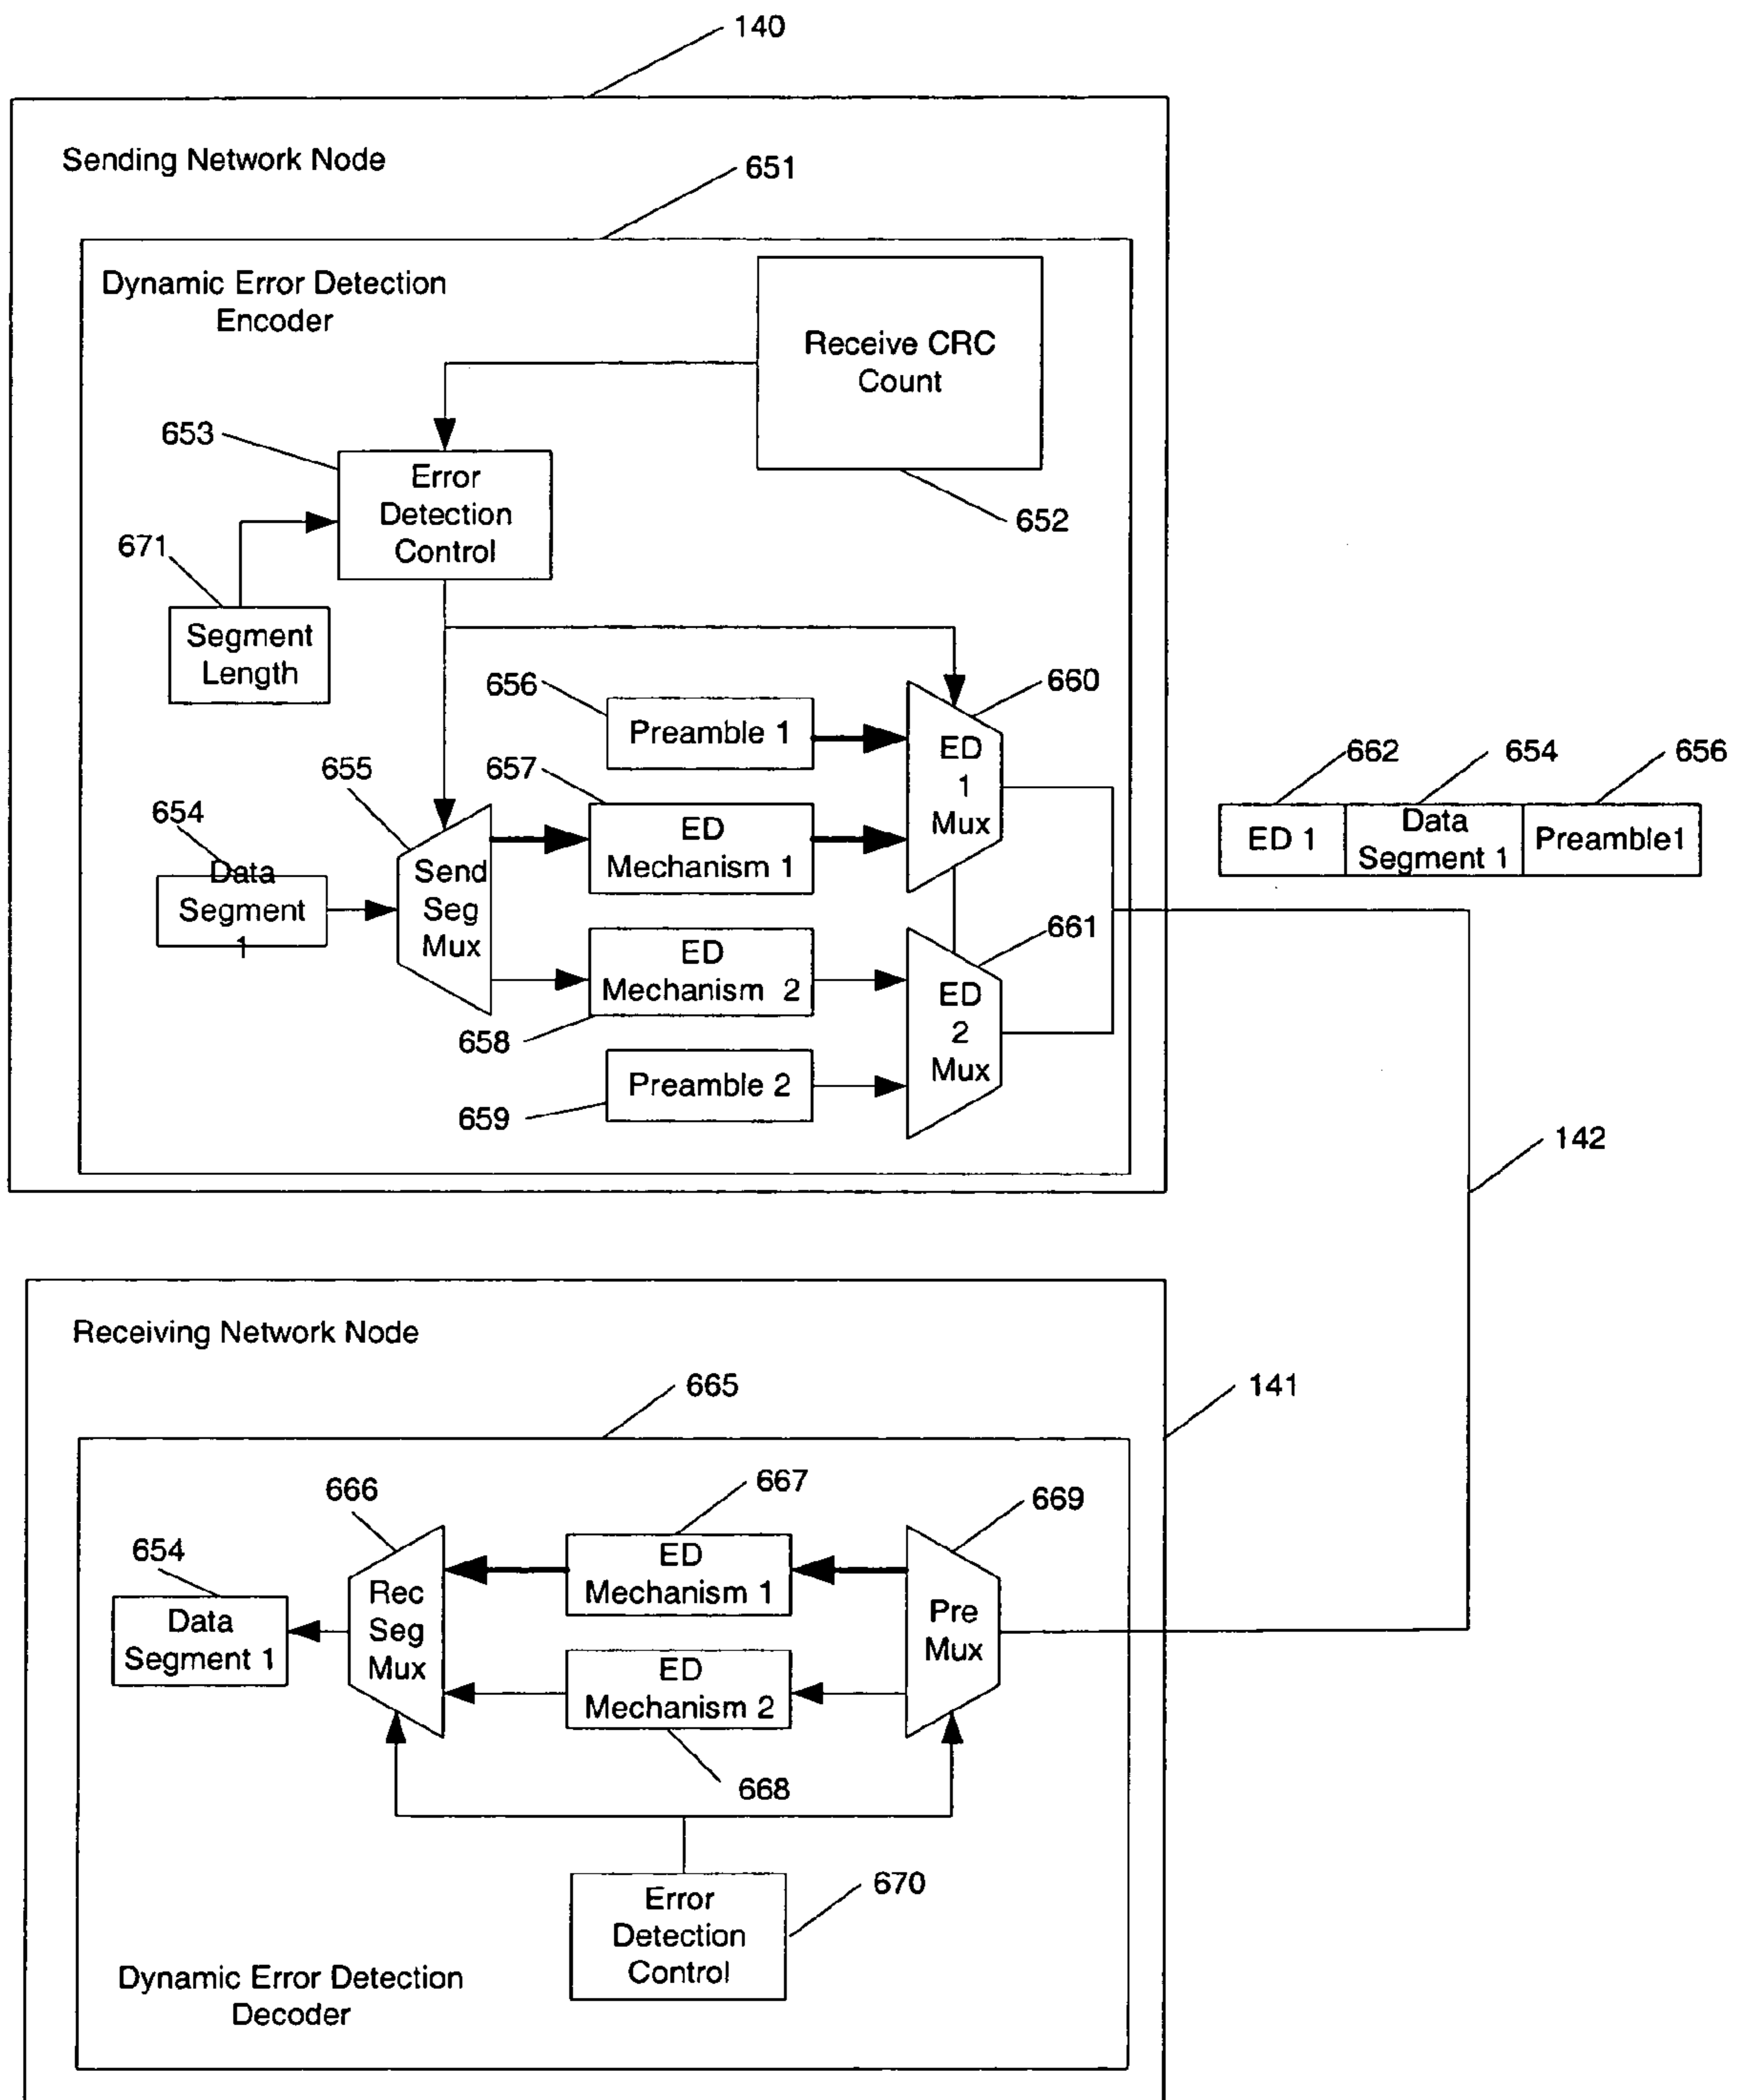 140
Sending Network Node
651
Dynamic Error Detection
Encoder
Receive CRC
Count
653
Error
Detection
Control
652
671
Segment
Length
656
Preamble 1
660
ED
1
Mux
655
657
ED
Mechanism 1
662
654
656
ED 1
Data
Segment 1
Preamble1
654
Data
Segment
1
Send
Seg
Mux
661
ED
Mechanism 2
ED
2
Mux
658
Preamble 2
659
142
Receiving Network Node
665
141
666
667
669
654
ED
Mechanism 1
Data
Segment 1
Rec
Seg
Mux
Pre
Mux
ED
Mechanism 2
668
Error
Detection
Control
670
Dynamic Error Detection
Decoder